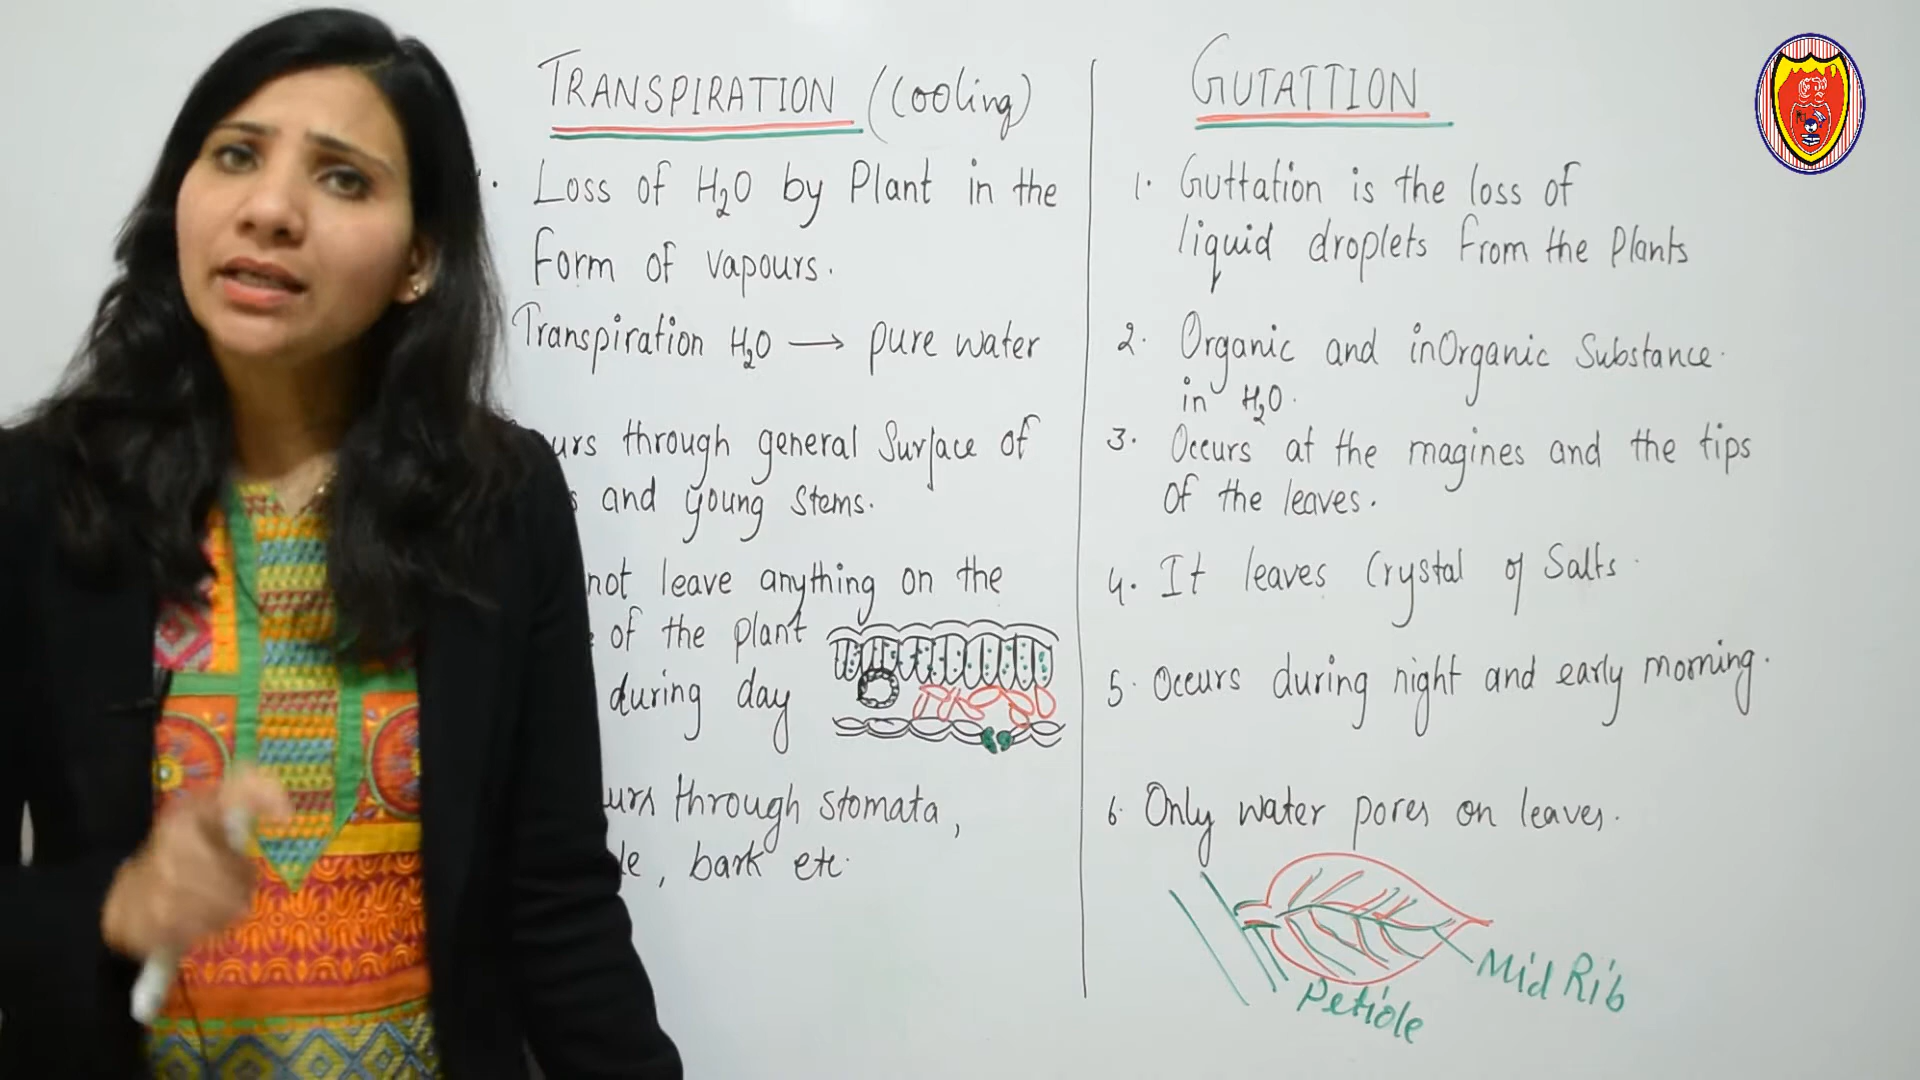 TRANSPIRATION (Cooling)
Loss of H₂O by Plant in the
form of vapours.
Transpiration H₂O → pure water
through general Surface of
and young stems.
not leave anything on the
of the plant
during day
through stomata,
, bark etc.
GUTATTION
1. Guttation is the loss of
liquid droplets from the Plants
2. Organic and inOrganic Substance.
in H₂O.
3. Occurs at the magines and the tips
of the leaves.
4. It leaves Crystal of Salts.
5. Occurs during night and early morning.
6. Only water pores on leaves.
Mid Rib
Petiole